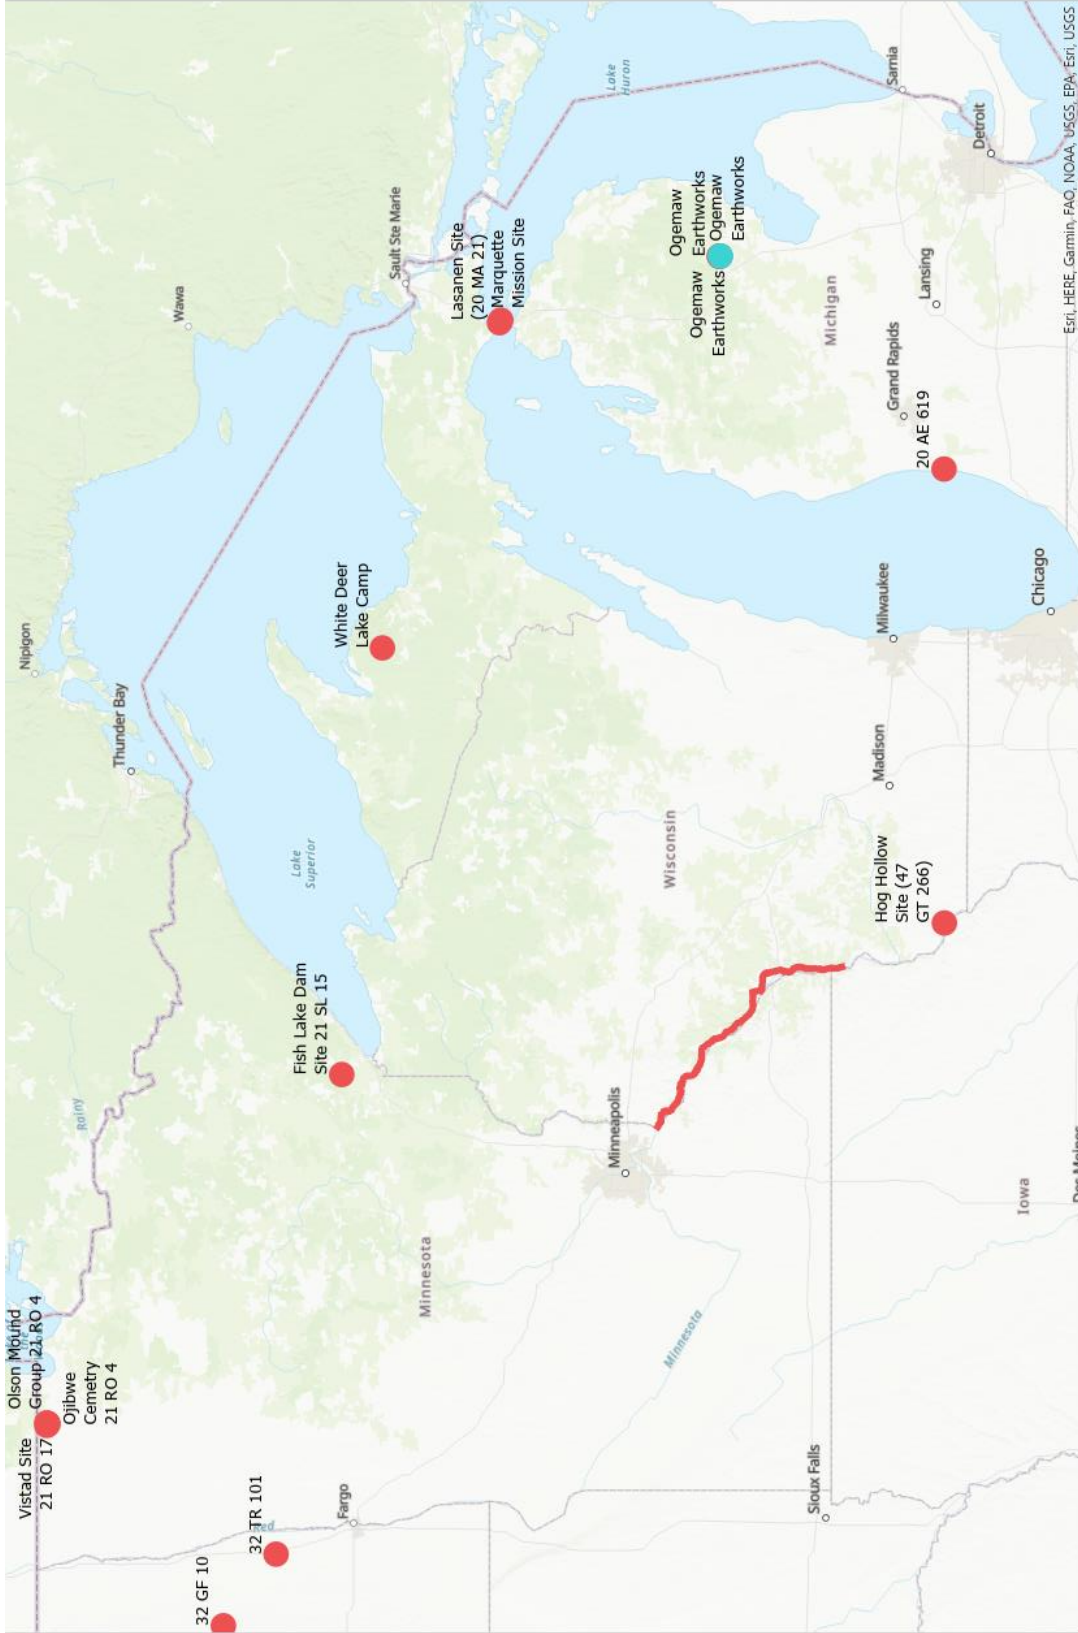 Nipigon
Thunder Bay
Wawa
Sault Ste Marie
Lake
Superior
Lake
Huron
Rainy
Olson Mound
Group 21 RO 4
Vistad Site
21 RO 17
Ojibwe
Cemetry
21 RO 4
32 GF 10
32 TR 101
Red
Fargo
Minnesota
Fish Lake Dam
Site 21 SL 15
White Deer
Lake Camp
Lasanen Site
(20 MA 21)
Marquette
Mission Site
Ogemaw
Earthworks
Ogemaw
Earthworks
Ogemaw
Earthworks
Minneapolis
Minnesota
Wisconsin
Michigan
Sioux Falls
Hog Hollow
Site (47
GT 266)
Madison
Milwaukee
Grand Rapids
20 AE 619
Lansing
Sarnia
Detroit
Iowa
Chicago
Des Moines
Esri, HERE, Garmin, FAO, NOAA, USGS, EPA, Esri, USGS